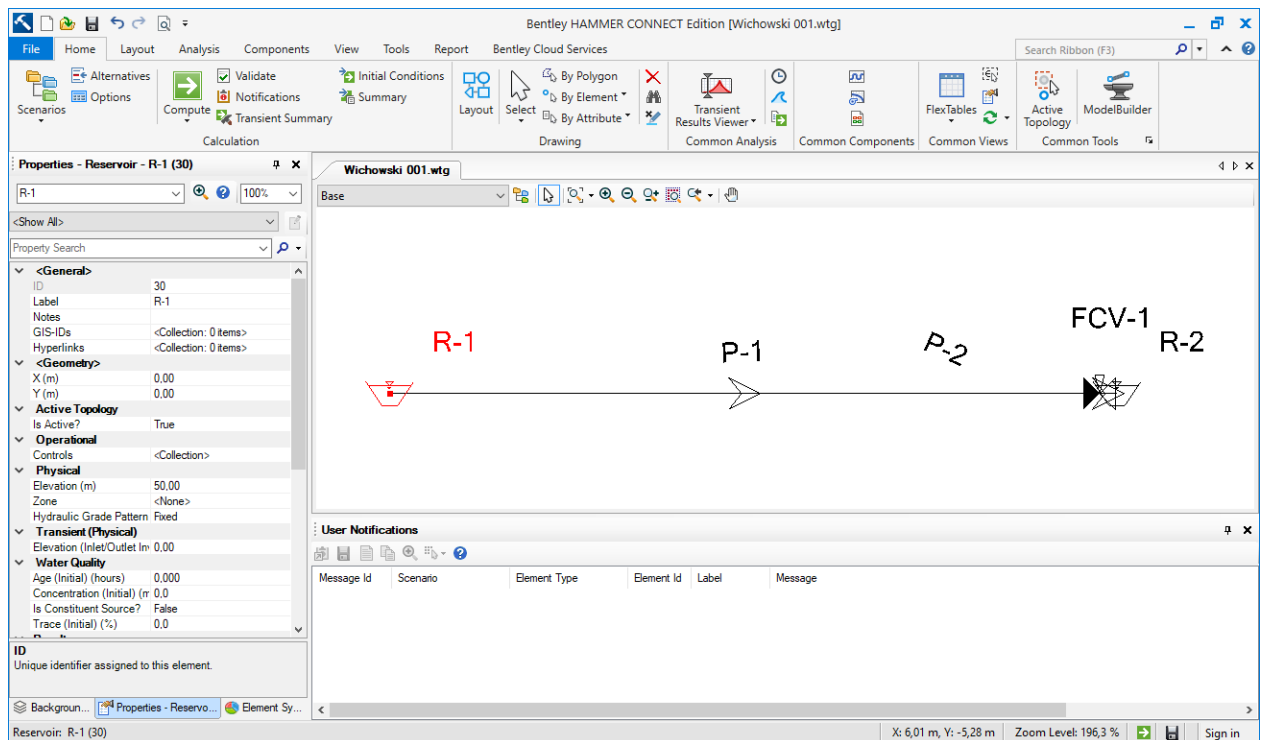 Bentley HAMMER CONNECT Edition [Wichowski 001.wtg]
File Home Layout Analysis Components View Tools Report Bentley Cloud Services Search Ribbon (F3)
Scenarios
Alternatives
Options
Compute
Validate
Notifications
Transient Summary
Initial Conditions
Summary
Calculation
Layout
Select
By Polygon
By Element
By Attribute
Drawing
Transient
Results Viewer
Common Analysis
Common Components
FlexTables
Common Views
Active
Topology
ModelBuilder
Common Tools
Properties - Reservoir - R-1 (30)
R-1 100%
<Show All>
Property Search
<General>
ID 30
Label R-1
Notes
GIS-IDs <Collection: 0 items>
Hyperlinks <Collection: 0 items>
<Geometry>
X (m) 0,00
Y (m) 0,00
Active Topology
Is Active? True
Operational
Controls <Collection>
Physical
Elevation (m) 50,00
Zone <None>
Hydraulic Grade Pattern Fixed
Transient (Physical)
Elevation (Inlet/Outlet Inv 0,00
Water Quality
Age (Initial) (hours) 0,000
Concentration (Initial) (m 0,0
Is Constituent Source? False
Trace (Initial) (%) 0,0
ID
Unique identifier assigned to this element.
Backgroun... Properties - Reservo... Element Sy...
Wichowski 001.wtg
Base
R-1
P-1
P-2
FCV-1
R-2
User Notifications
Message Id Scenario Element Type Element Id Label Message
Reservoir: R-1 (30) X: 6,01 m, Y: -5,28 m Zoom Level: 196,3 % Sign in